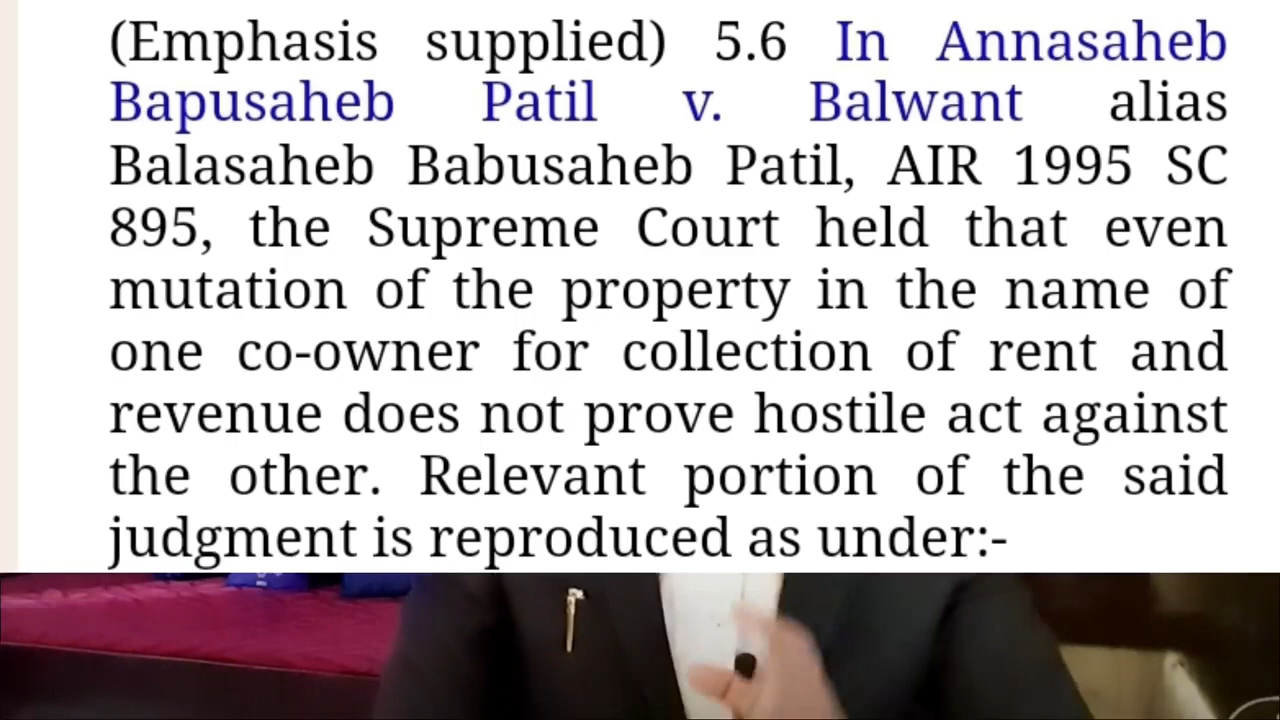 (Emphasis supplied) 5.6 In Annasaheb
Bapusaheb Patil v. Balwant alias
Balasaheb Babusaheb Patil, AIR 1995 SC
895, the Supreme Court held that even
mutation of the property in the name of
one co-owner for collection of rent and
revenue does not prove hostile act against
the other. Relevant portion of the said
judgment is reproduced as under:-